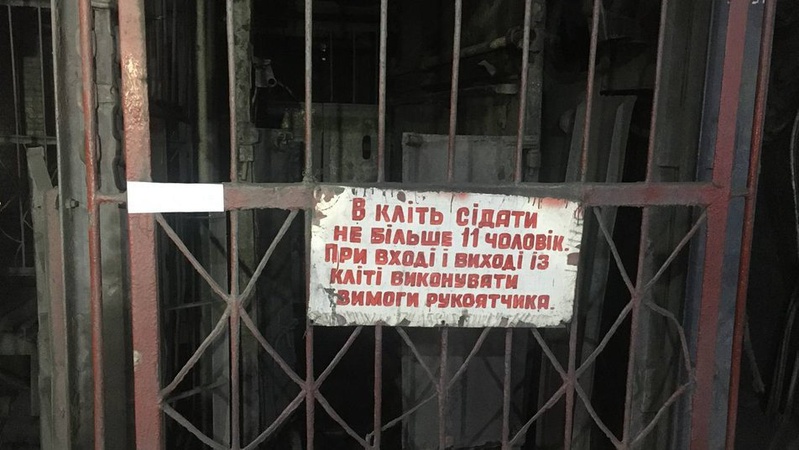 В КЛІТЬ СІДАТИ
НЕ БІЛЬШЕ 11 ЧОЛОВІК.
ПРИ ВХОДІ І ВИХОДІ ІЗ
КЛІТІ ВИКОНУВАТИ
ВИМОГИ РУКОЯТЧИКА.